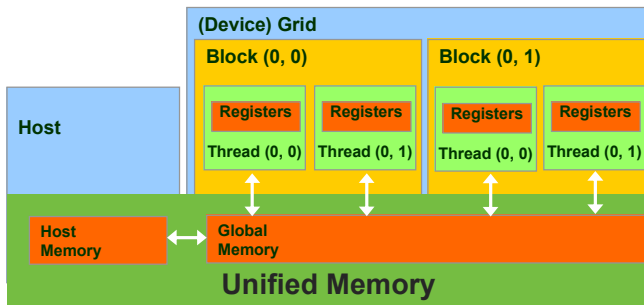 (Device) Grid
Block (0, 0)
Block (0, 1)
Host
Registers
Registers
Registers
Registers
Thread (0, 0)
Thread (0, 1)
Thread (0, 0)
Thread (0, 1)
Host
Memory
Global
Memory
Unified Memory